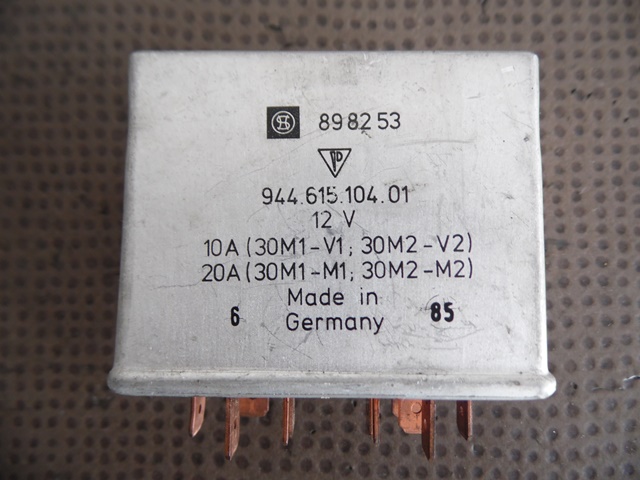 898253
944.615.104.01
12 V
10A (30M1-V1; 30M2-V2)
20A (30M1-M1; 30M2-M2)
Made in
6 Germany 85